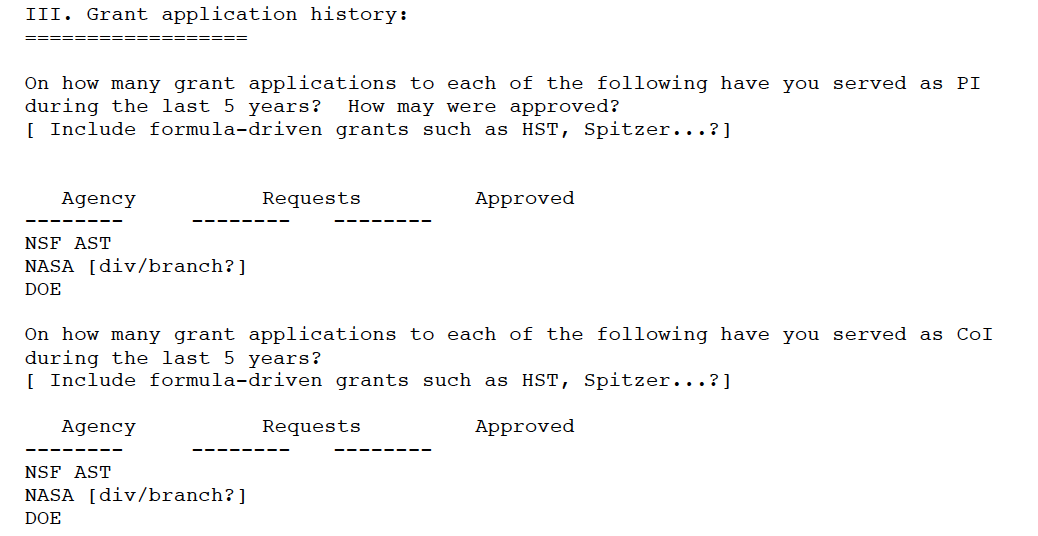 III. Grant application history:
==================
On how many grant applications to each of the following have you served as PI
during the last 5 years?  How may were approved?
[ Include formula-driven grants such as HST, Spitzer...?]
Agency          Requests         Approved
--------     --------   --------
NSF AST
NASA [div/branch?]
DOE
On how many grant applications to each of the following have you served as CoI
during the last 5 years?
[ Include formula-driven grants such as HST, Spitzer...?]
Agency          Requests         Approved
--------     --------   --------
NSF AST
NASA [div/branch?]
DOE